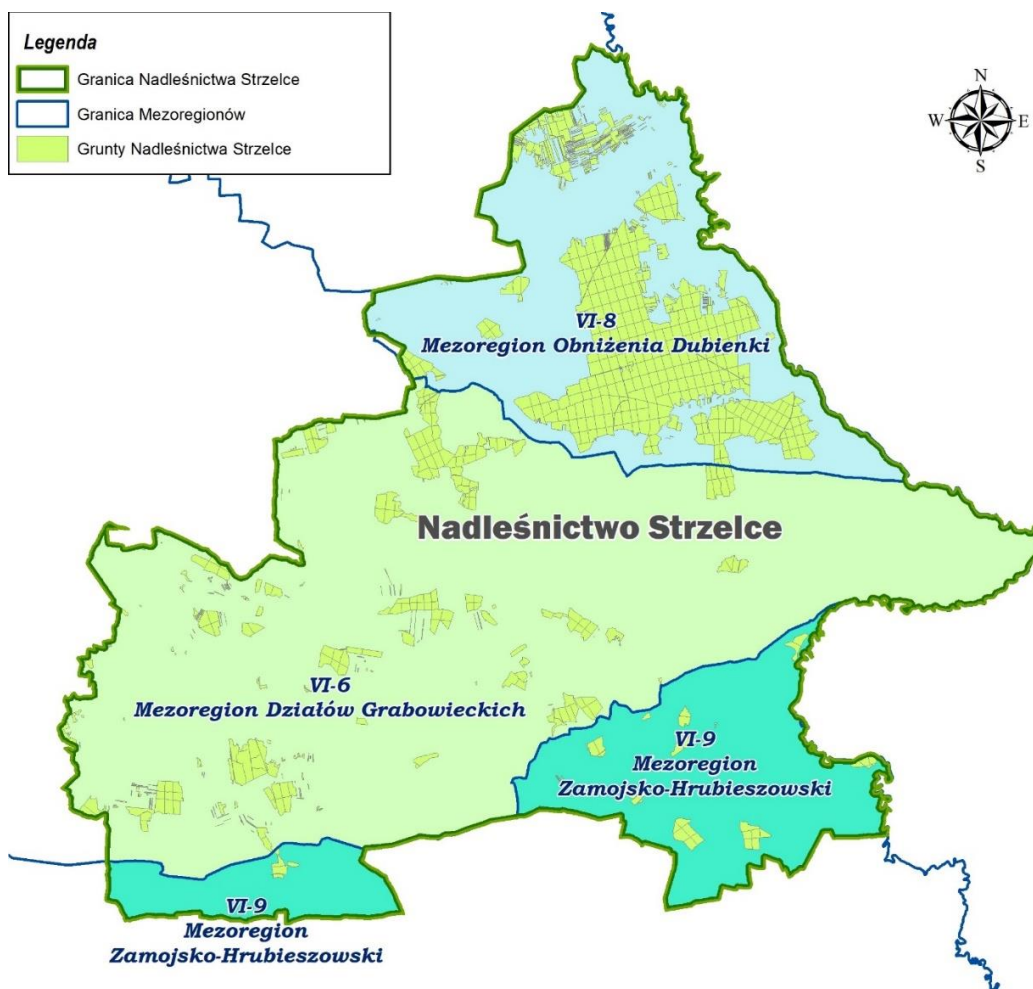 Legenda
Granica Nadleśnictwa Strzelce
Granica Mezoregionów
Grunty Nadleśnictwa Strzelce
N
W
E
S
VI-8
Mezoregion Obniżenia Dubienki
Nadleśnictwo Strzelce
VI-6
Mezoregion Działów Grabowieckich
VI-9
Mezoregion
Zamojsko-Hrubieszowski
VI-9
Mezoregion
Zamojsko-Hrubieszowski